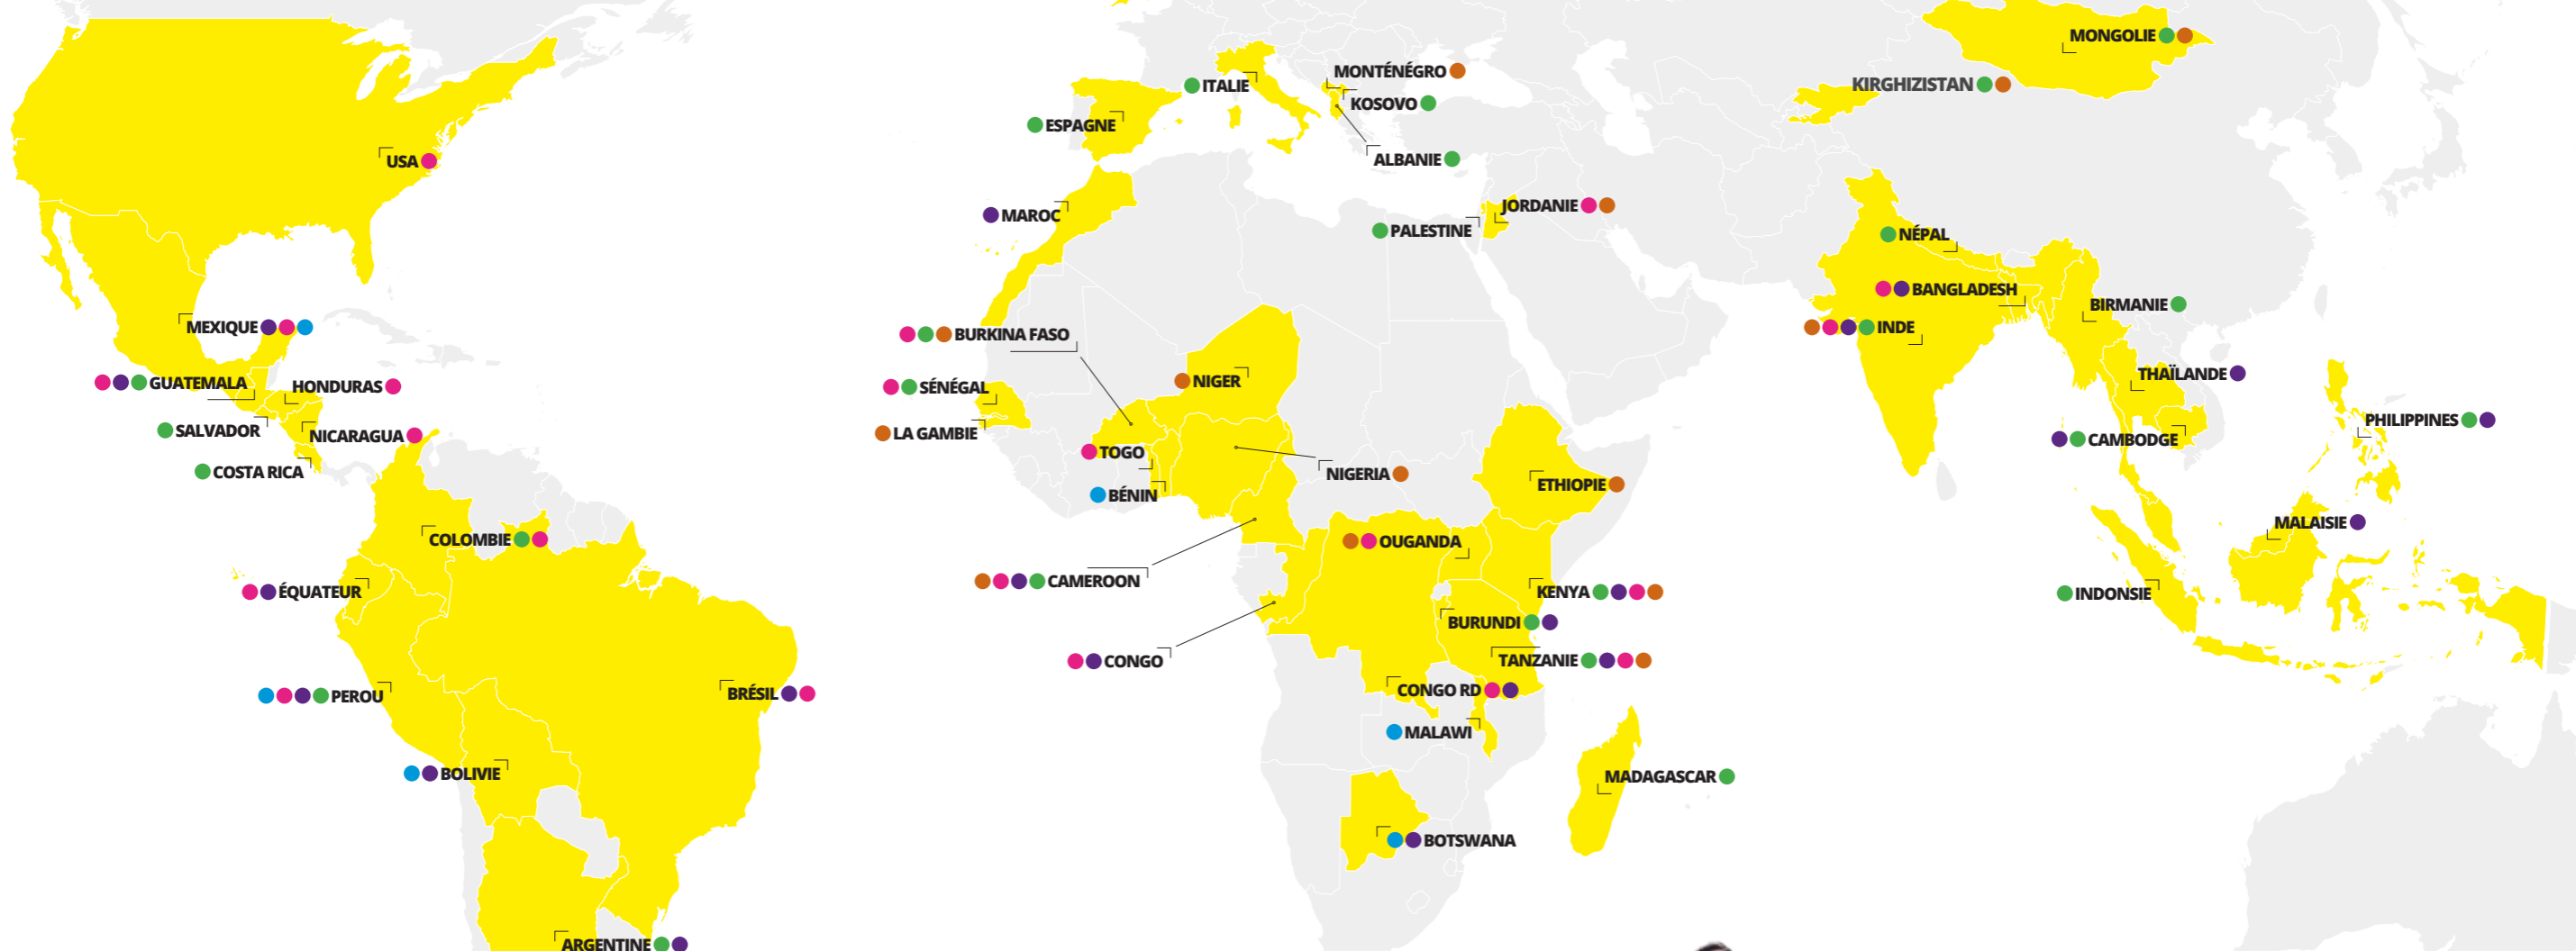 USA
MEXIQUE
GUATEMALA
HONDURAS
SALVADOR
NICARAGUA
COSTA RICA
COLOMBIE
ÉQUATEUR
PEROU
BRÉSIL
BOLIVIE
ARGENTINE
ITALIE
MONTÉNÉGRO
KOSOVO
ESPAGNE
ALBANIE
MAROC
JORDANIE
PALESTINE
BURKINA FASO
NIGER
SÉNÉGAL
LA GAMBIE
TOGO
NIGERIA
BÉNIN
ETHIOPIE
OUGANDA
CAMEROON
KENYA
BURUNDI
CONGO
TANZANIE
CONGO RD
MALAWI
MADAGASCAR
BOTSWANA
MONGOLIE
KIRGHIZISTAN
NÉPAL
BANGLADESH
BIRMANIE
INDE
THAÏLANDE
PHILIPPINES
CAMBODGE
MALAISIE
INDONSIE